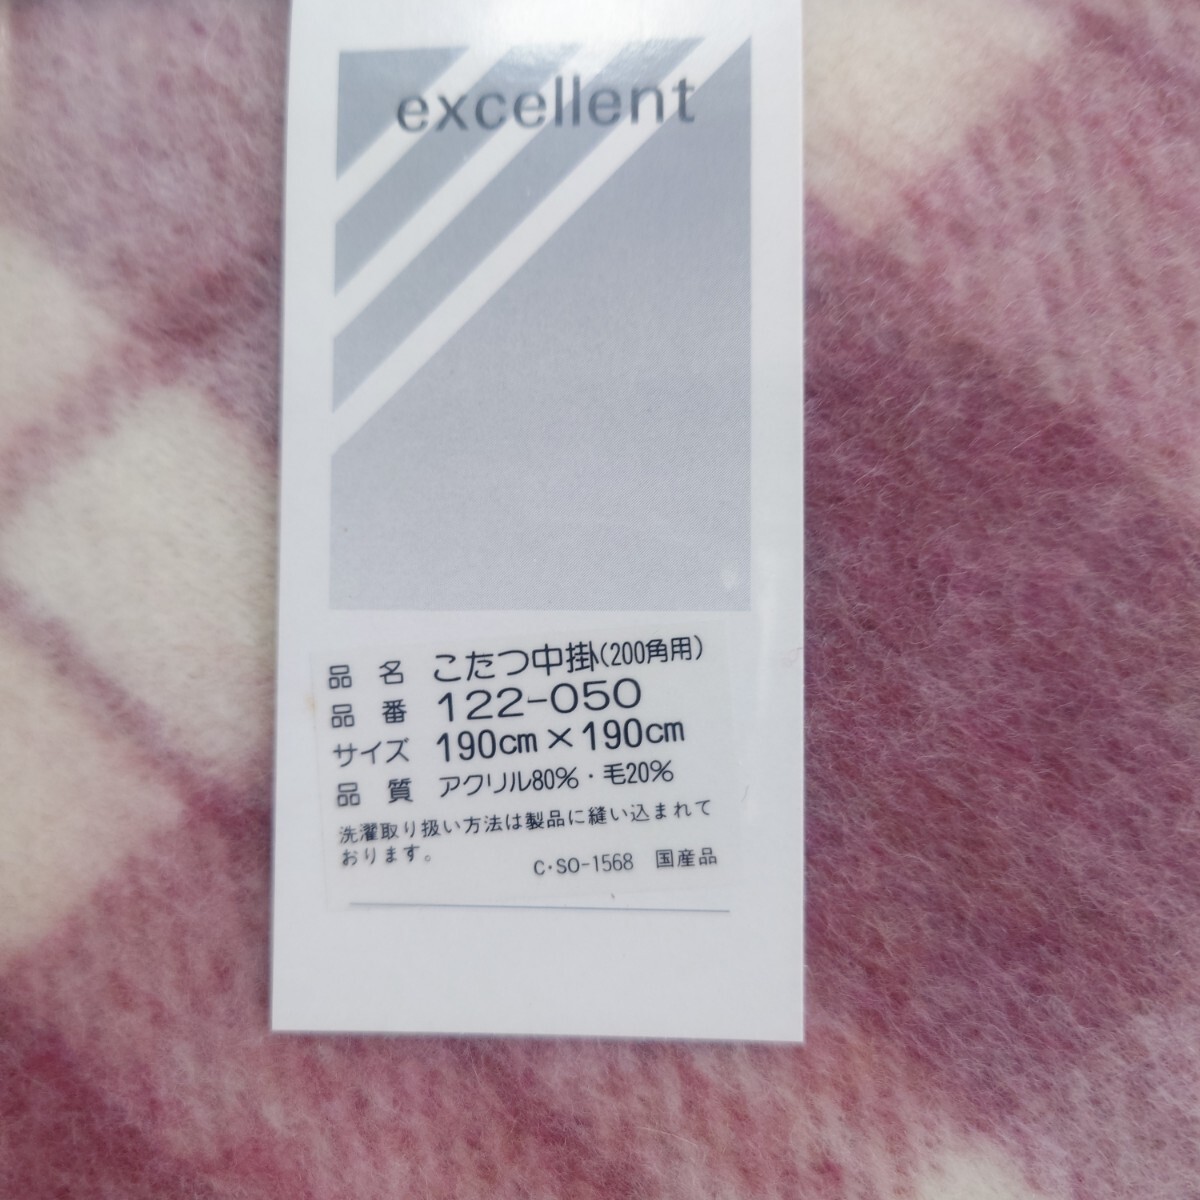 excellent
品 名 こたつ中掛(200角用)
品 番 122-050
サイズ 190cm×190cm
品 質 アクリル80%・毛20%
洗濯取り扱い方法は製品に縫い込まれて
おります。
C・SO-1568 国産品